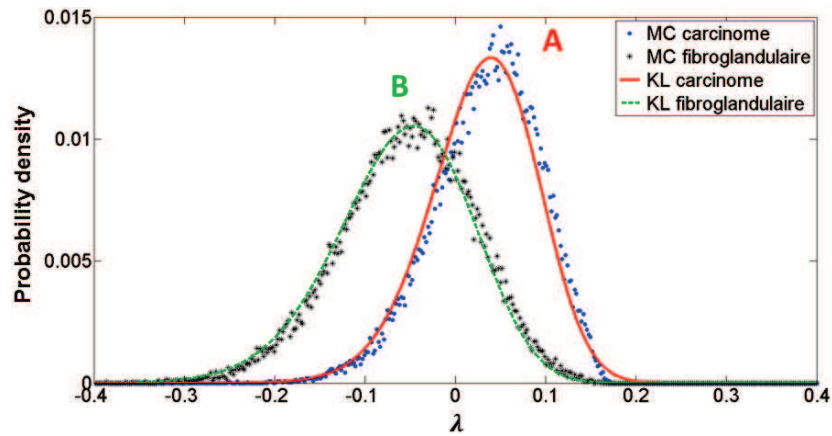 0.015
0.01
0.005
0
-0.4 -0.3 -0.2 -0.1 0 0.1 0.2 0.3 0.4
Probability density
λ
A
B
MC carcinome
MC fibroglandulaire
KL carcinome
KL fibroglandulaire